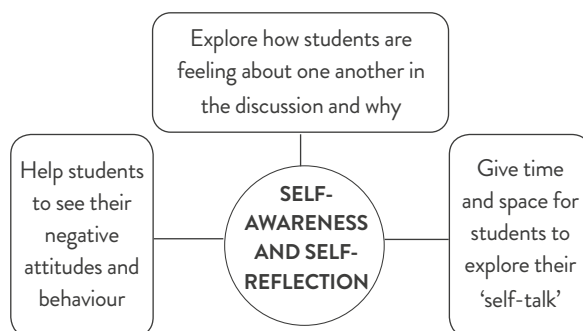 Explore how students are
feeling about one another in
the discussion and why
Help students
to see their
negative
attitudes and
behaviour
SELF-
AWARENESS
AND SELF-
REFLECTION
Give time
and space for
students to
explore their
‘self-talk’